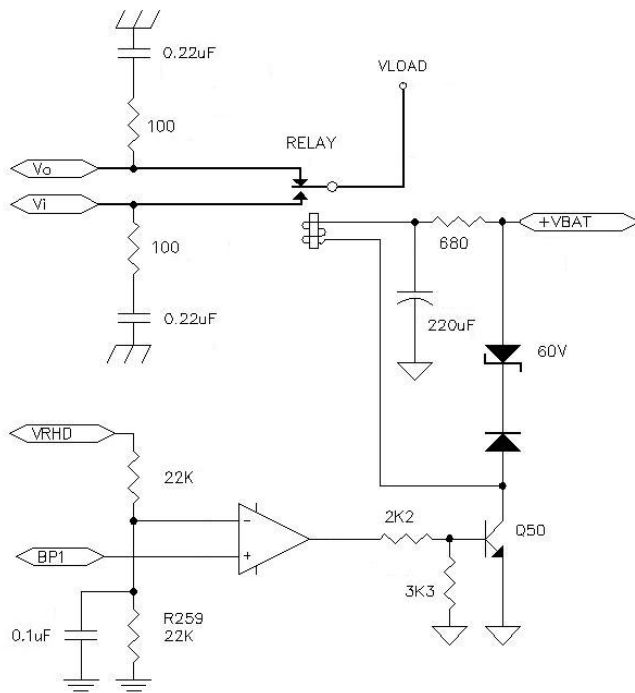 0.22uF
VLOAD
100
RELAY
Vo
Vi
100
680
+VBAT
220uF
60V
0.22uF
VRHD
22K
-
2K2
Q50
BP1
+
3K3
R259
22K
0.1uF